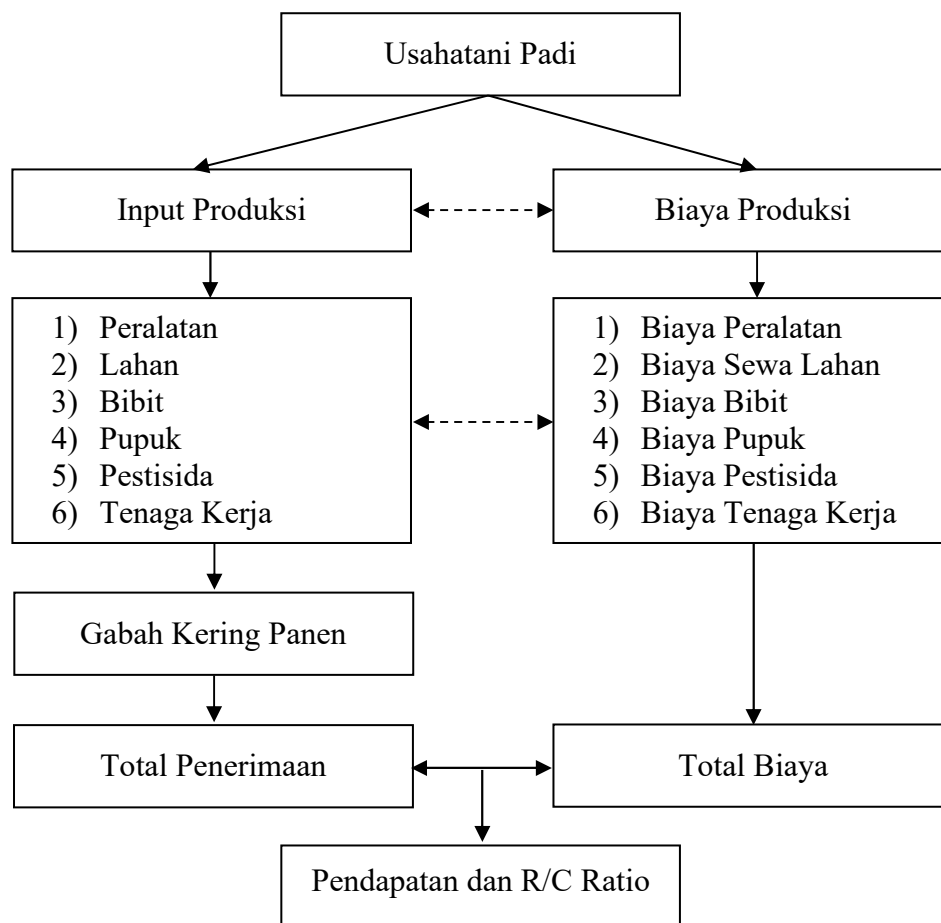 Usahatani Padi
Input Produksi
Biaya Produksi
1) Peralatan
2) Lahan
3) Bibit
4) Pupuk
5) Pestisida
6) Tenaga Kerja
1) Biaya Peralatan
2) Biaya Sewa Lahan
3) Biaya Bibit
4) Biaya Pupuk
5) Biaya Pestisida
6) Biaya Tenaga Kerja
Gabah Kering Panen
Total Penerimaan
Total Biaya
Pendapatan dan R/C Ratio